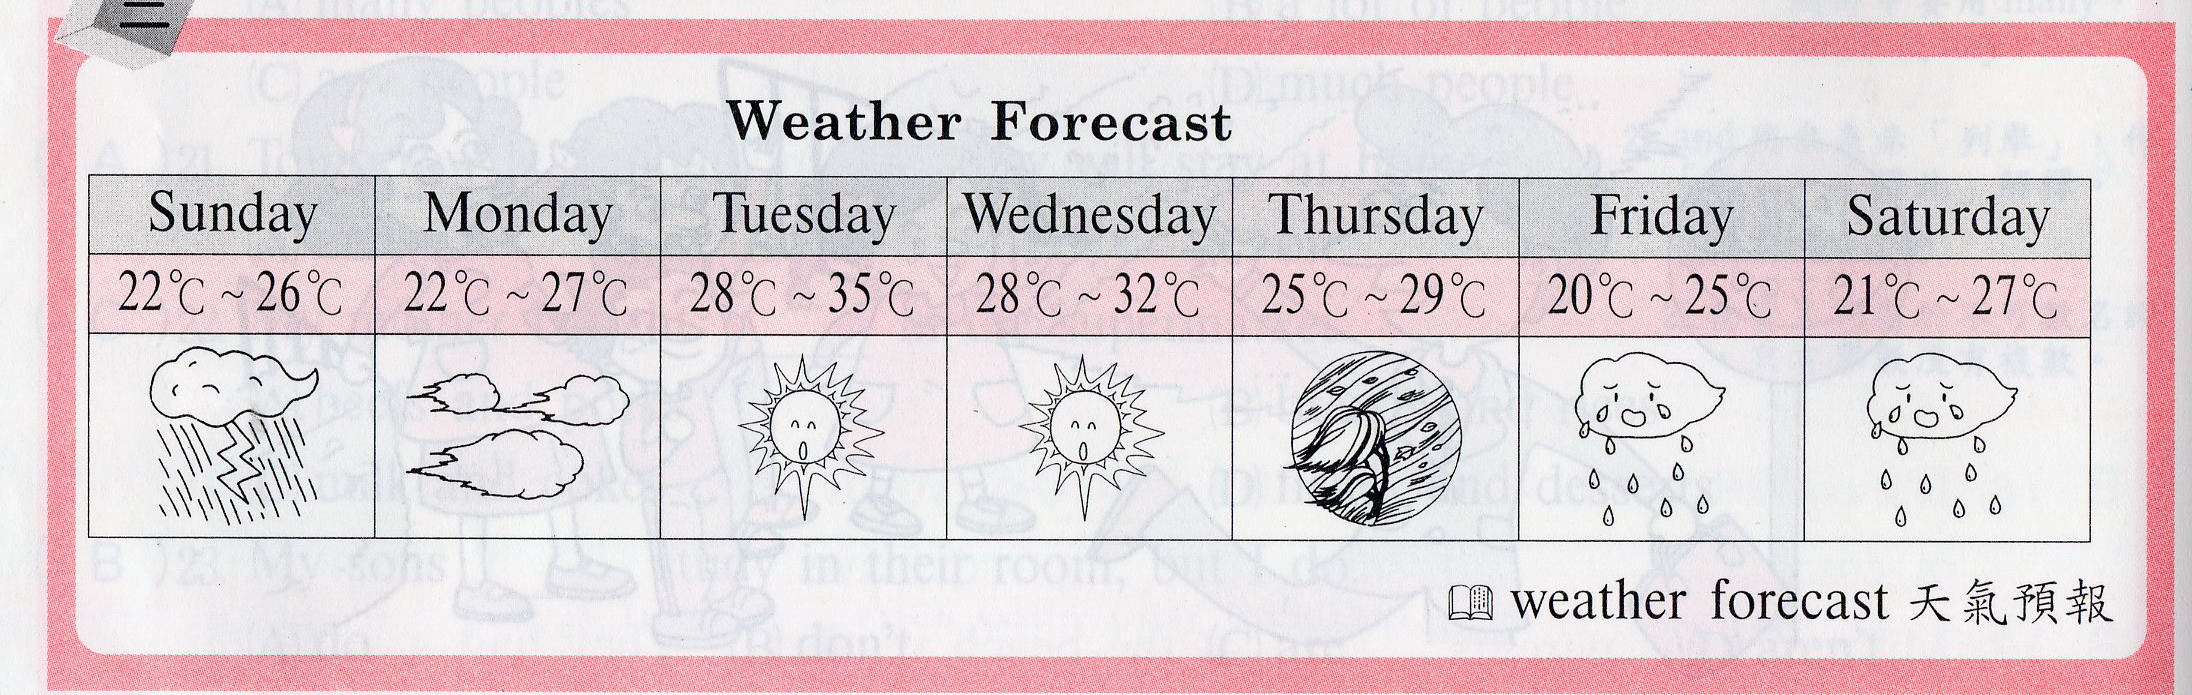 三
Weather Forecast
Sunday Monday Tuesday Wednesday Thursday Friday Saturday
22℃ ~ 26℃ 22℃ ~ 27℃ 28℃ ~ 35℃ 28℃ ~ 32℃ 25℃ ~ 29℃ 20℃ ~ 25℃ 21℃ ~ 27℃
weather forecast 天氣預報